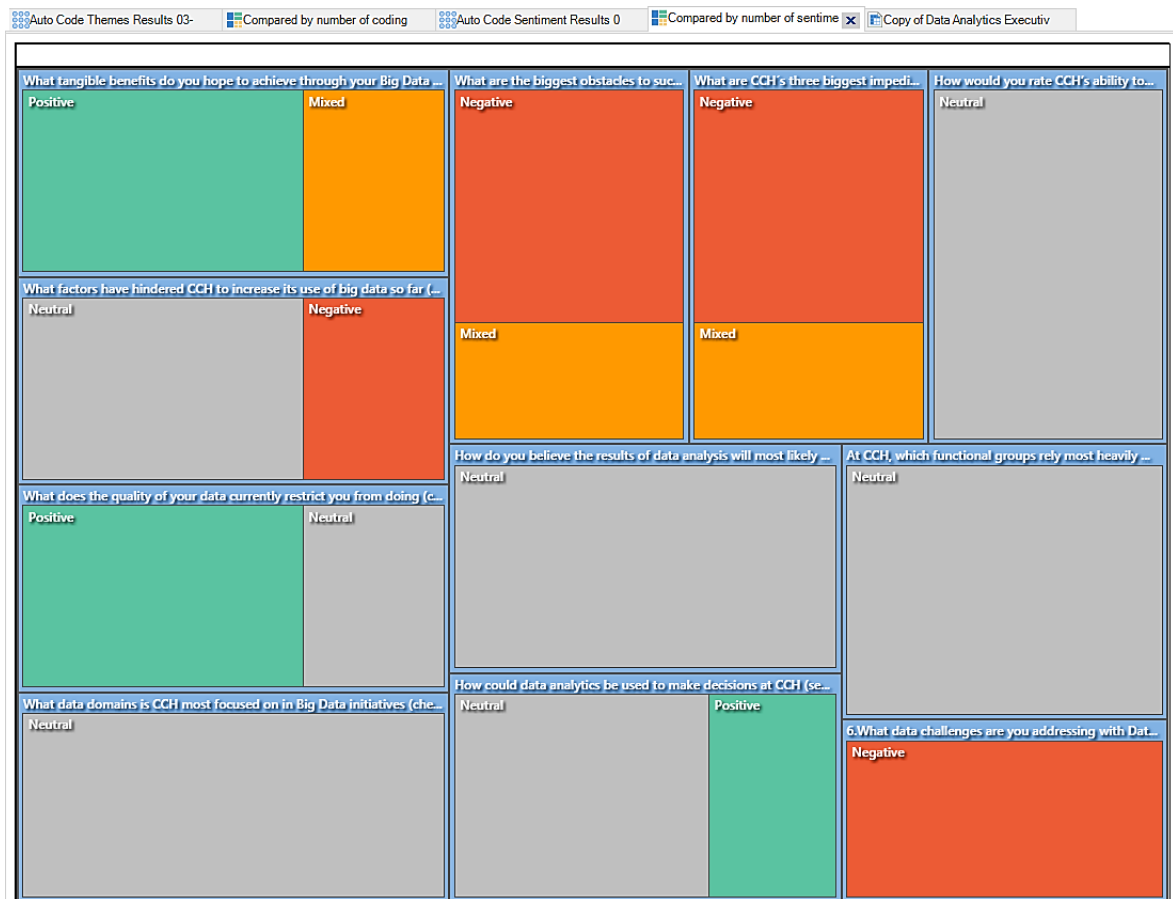 Auto Code Themes Results 03-
Compared by number of coding
Auto Code Sentiment Results 0
Compared by number of sentime
Copy of Data Analytics Executiv
What tangible benefits do you hope to achieve through your Big Data ...
Positive
Mixed
What factors have hindered CCH to increase its use of big data so far (...
Neutral
Negative
What does the quality of your data currently restrict you from doing (c...
Positive
Neutral
What data domains is CCH most focused on in Big Data initiatives (che...
Neutral
What are the biggest obstacles to suc...
Negative
Mixed
What are CCH's three biggest impedi...
Negative
Mixed
How would you rate CCH's ability to...
Neutral
How do you believe the results of data analysis will most likely ...
Neutral
At CCH, which functional groups rely most heavily ...
Neutral
How could data analytics be used to make decisions at CCH (se...
Neutral
Positive
6.What data challenges are you addressing with Dat...
Negative